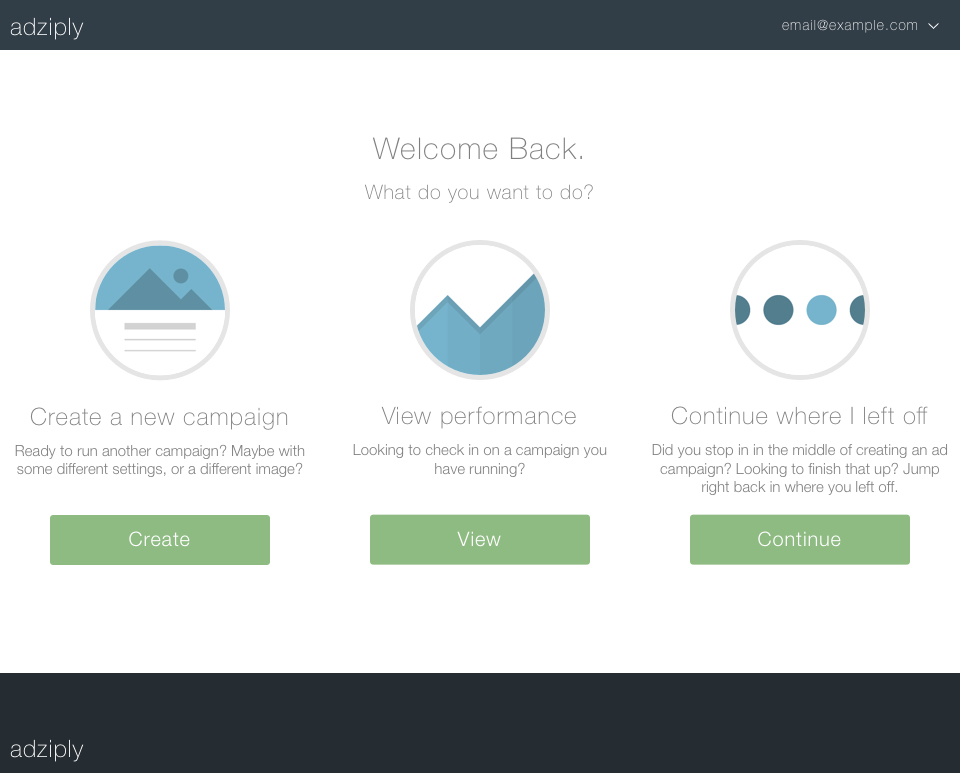 adziply
email@example.com
Welcome Back.
What do you want to do?
Create a new campaign
Ready to run another campaign? Maybe with
some different settings, or a different image?
Create
View performance
Looking to check in on a campaign you
have running?
View
Continue where I left off
Did you stop in in the middle of creating an ad
campaign? Looking to finish that up? Jump
right back in where you left off.
Continue
adziply